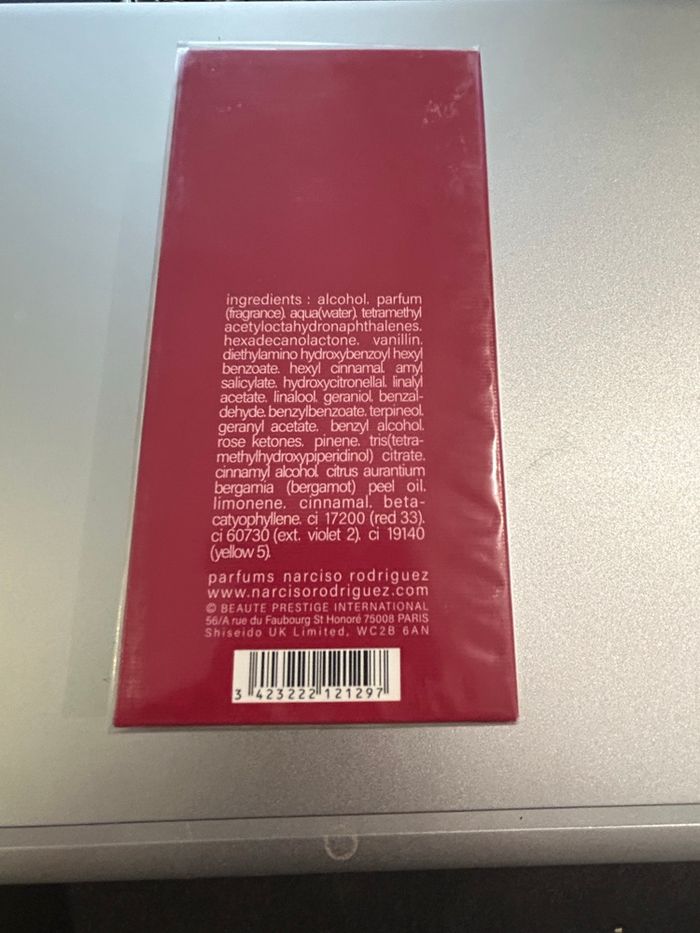 ingredients : alcohol. parfum
(fragrance). aqua(water). tetramethyl
acetyloctahydronaphthalenes.
hexadecanolactone. vanillin.
diethylamino hydroxybenzoyl hexyl
benzoate. hexyl cinnamal. amyl
salicylate. hydroxycitronellal. linalyl
acetate. linalool. geraniol. benzal-
dehyde. benzylbenzoate. terpineol.
geranyl acetate. benzyl alcohol.
rose ketones. pinene. tris(tetra-
methylhydroxypiperidinol) citrate.
cinnamyl alcohol. citrus aurantium
bergamia (bergamot) peel oil.
limonene. cinnamal. beta-
catyophyllene. ci 17200 (red 33).
ci 60730 (ext. violet 2). ci 19140
(yellow 5).
parfums narciso rodriguez
www.narcisorodriguez.com
© BEAUTE PRESTIGE INTERNATIONAL
56/A rue du Faubourg St Honoré 75008 PARIS
Shiseido UK Limited, WC2B 6AN
3 423222 121297